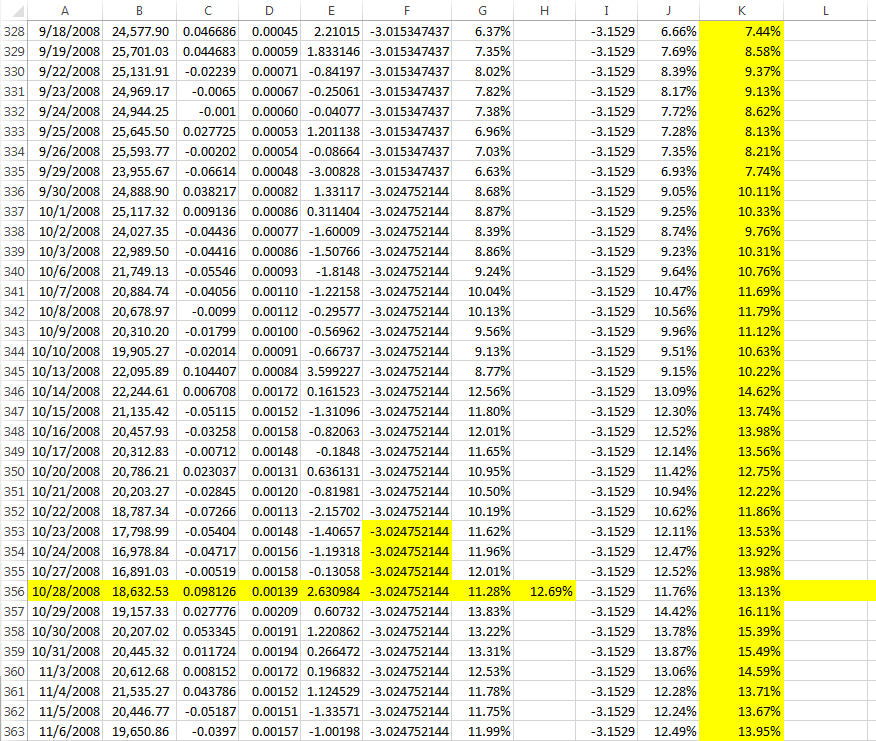 A B C D E F G H I J K L
328 9/18/2008 24,577.90 0.046686 0.00045 2.21015 -3.015347437 6.37% -3.1529 6.66% 7.44%
329 9/19/2008 25,701.03 0.044683 0.00059 1.833146 -3.015347437 7.35% -3.1529 7.69% 8.58%
330 9/22/2008 25,131.91 -0.02239 0.00071 -0.84197 -3.015347437 8.02% -3.1529 8.39% 9.37%
331 9/23/2008 24,969.17 -0.0065 0.00067 -0.25061 -3.015347437 7.82% -3.1529 8.17% 9.13%
332 9/24/2008 24,944.25 -0.001 0.00060 -0.04077 -3.015347437 7.38% -3.1529 7.72% 8.62%
333 9/25/2008 25,645.50 0.027725 0.00053 1.201138 -3.015347437 6.96% -3.1529 7.28% 8.13%
334 9/26/2008 25,593.77 -0.00202 0.00054 -0.08664 -3.015347437 7.03% -3.1529 7.35% 8.21%
335 9/29/2008 23,955.67 -0.06614 0.00048 -3.00828 -3.015347437 6.63% -3.1529 6.93% 7.74%
336 9/30/2008 24,888.90 0.038217 0.00082 1.33117 -3.024752144 8.68% -3.1529 9.05% 10.11%
337 10/1/2008 25,117.32 0.009136 0.00086 0.311404 -3.024752144 8.87% -3.1529 9.25% 10.33%
338 10/2/2008 24,027.35 -0.04436 0.00077 -1.60009 -3.024752144 8.39% -3.1529 8.74% 9.76%
339 10/3/2008 22,989.50 -0.04416 0.00086 -1.50766 -3.024752144 8.86% -3.1529 9.23% 10.31%
340 10/6/2008 21,749.13 -0.05546 0.00093 -1.8148 -3.024752144 9.24% -3.1529 9.64% 10.76%
341 10/7/2008 20,884.74 -0.04056 0.00110 -1.22158 -3.024752144 10.04% -3.1529 10.47% 11.69%
342 10/8/2008 20,678.97 -0.0099 0.00112 -0.29577 -3.024752144 10.13% -3.1529 10.56% 11.79%
343 10/9/2008 20,310.20 -0.01799 0.00100 -0.56962 -3.024752144 9.56% -3.1529 9.96% 11.12%
344 10/10/2008 19,905.27 -0.02014 0.00091 -0.66737 -3.024752144 9.13% -3.1529 9.51% 10.63%
345 10/13/2008 22,095.89 0.104407 0.00084 3.599227 -3.024752144 8.77% -3.1529 9.15% 10.22%
346 10/14/2008 22,244.61 0.006708 0.00172 0.161523 -3.024752144 12.56% -3.1529 13.09% 14.62%
347 10/15/2008 21,135.42 -0.05115 0.00152 -1.31096 -3.024752144 11.80% -3.1529 12.30% 13.74%
348 10/16/2008 20,457.93 -0.03258 0.00158 -0.82063 -3.024752144 12.01% -3.1529 12.52% 13.98%
349 10/17/2008 20,312.83 -0.00712 0.00148 -0.1848 -3.024752144 11.65% -3.1529 12.14% 13.56%
350 10/20/2008 20,786.21 0.023037 0.00131 0.636131 -3.024752144 10.95% -3.1529 11.42% 12.75%
351 10/21/2008 20,203.27 -0.02845 0.00120 -0.81981 -3.024752144 10.50% -3.1529 10.94% 12.22%
352 10/22/2008 18,787.34 -0.07266 0.00113 -2.15702 -3.024752144 10.19% -3.1529 10.62% 11.86%
353 10/23/2008 17,798.99 -0.05404 0.00148 -1.40657 -3.024752144 11.62% -3.1529 12.11% 13.53%
354 10/24/2008 16,978.84 -0.04717 0.00156 -1.19318 -3.024752144 11.96% -3.1529 12.47% 13.92%
355 10/27/2008 16,891.03 -0.00519 0.00158 -0.13058 -3.024752144 12.01% -3.1529 12.52% 13.98%
356 10/28/2008 18,632.53 0.098126 0.00139 2.630984 -3.024752144 11.28% 12.69% -3.1529 11.76% 13.13%
357 10/29/2008 19,157.33 0.027776 0.00209 0.60732 -3.024752144 13.83% -3.1529 14.42% 16.11%
358 10/30/2008 20,207.02 0.053345 0.00191 1.220862 -3.024752144 13.22% -3.1529 13.78% 15.39%
359 10/31/2008 20,445.32 0.011724 0.00194 0.266472 -3.024752144 13.31% -3.1529 13.87% 15.49%
360 11/3/2008 20,612.68 0.008152 0.00172 0.196832 -3.024752144 12.53% -3.1529 13.06% 14.59%
361 11/4/2008 21,535.27 0.043786 0.00152 1.124529 -3.024752144 11.78% -3.1529 12.28% 13.71%
362 11/5/2008 20,446.77 -0.05187 0.00151 -1.33571 -3.024752144 11.75% -3.1529 12.24% 13.67%
363 11/6/2008 19,650.86 -0.0397 0.00157 -1.00198 -3.024752144 11.99% -3.1529 12.49% 13.95%